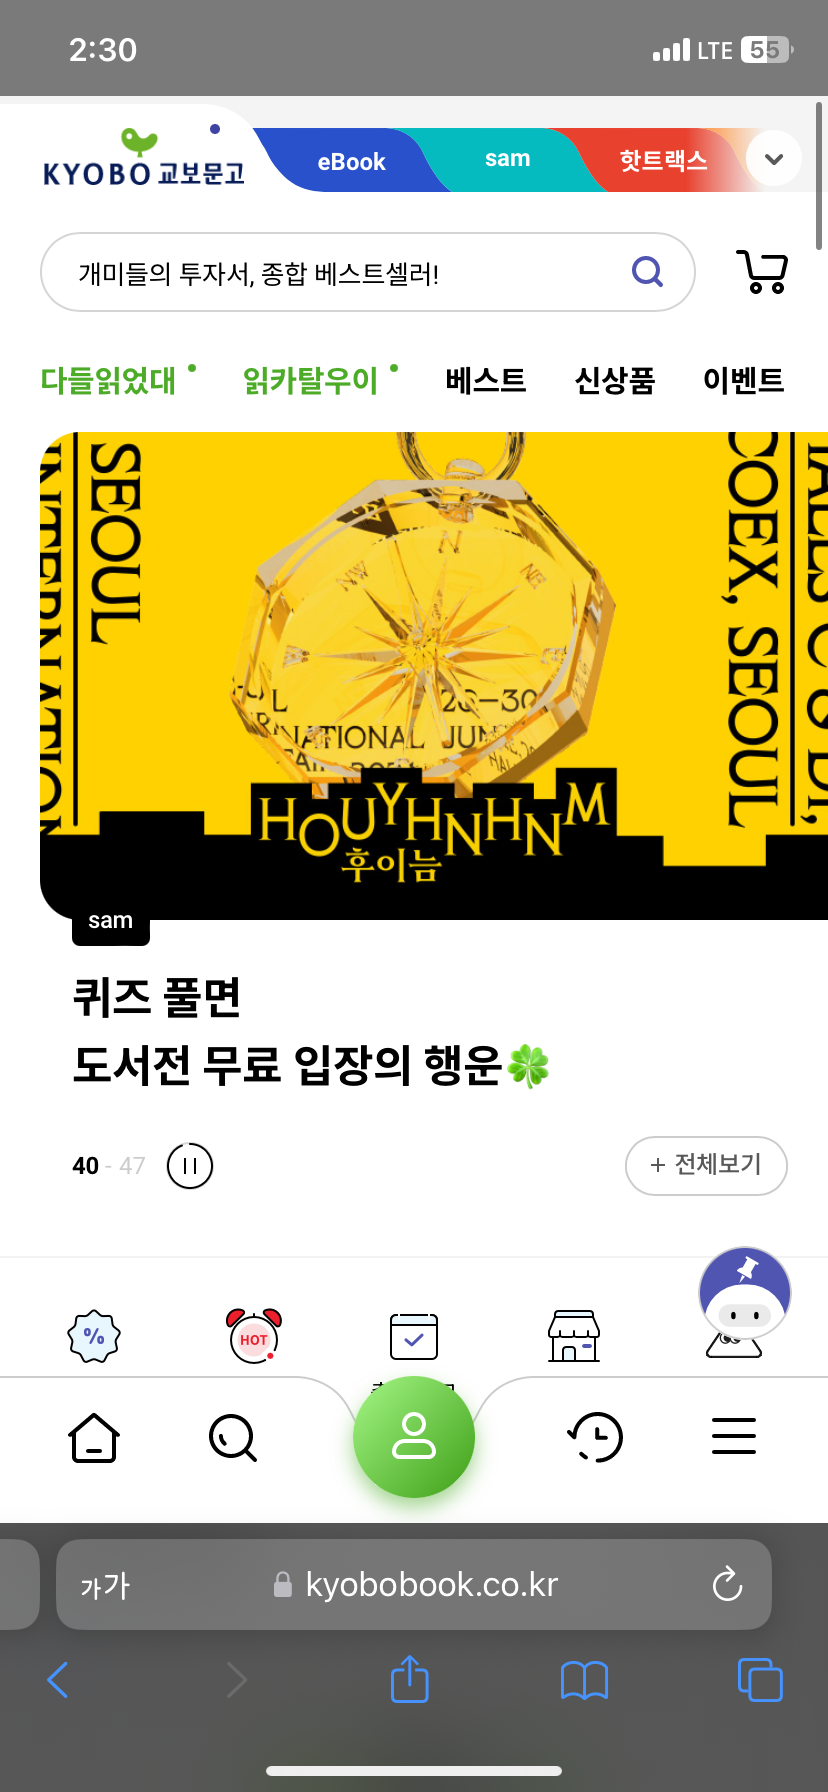 2:30
LTE 55
KYOBO 교보문고
eBook
sam
핫트랙스
개미들의 투자서, 종합 베스트셀러!
다들읽었대
읽카탈우이
베스트
신상품
이벤트
SEOUL
COEX, SEOUL
N
NW
NE
20–30
NATIONAL JUN
HOUYHNHNM
후이늠
sam
퀴즈 풀면
도서전 무료 입장의 행운🍀
40 - 47
+ 전체보기
%
HOT
가가
kyobobook.co.kr